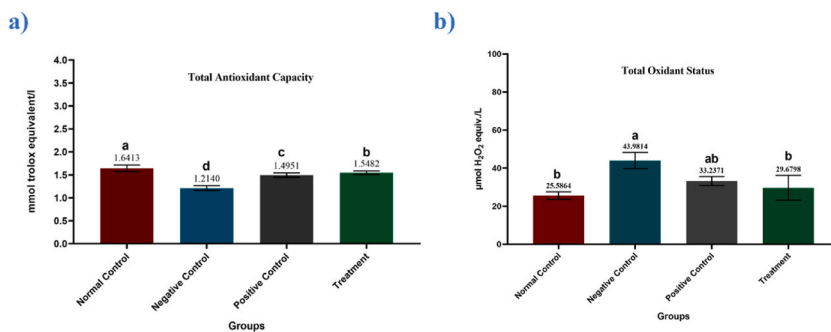 a)
Total Antioxidant Capacity
mmol trolox equivalent/l
4.0
3.5
3.0
2.5
2.0
1.5
1.0
0.5
0.0
a
1.6413
d
1.2140
c
1.4951
b
1.5482
Normal Control
Negative Control
Positive Control
Treatment
Groups
b)
Total Oxidant Status
µmol H₂O₂ equiv./L
100
80
60
40
20
0
b
25.5864
a
43.9814
ab
33.2371
b
29.6798
Normal Control
Negative Control
Positive Control
Treatment
Groups